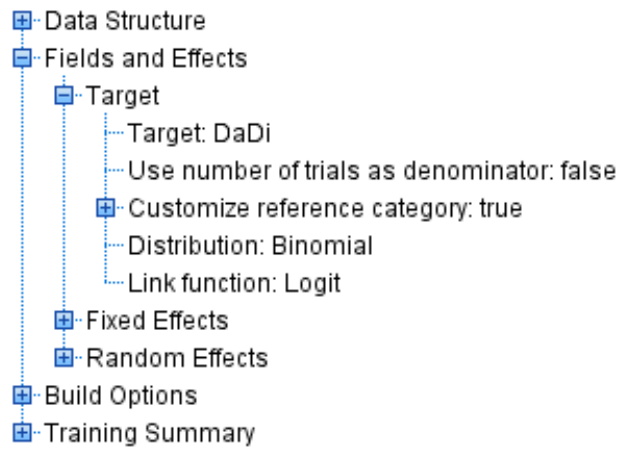 Data Structure
Fields and Effects
Target
Target: DaDi
Use number of trials as denominator: false
Customize reference category: true
Distribution: Binomial
Link function: Logit
Fixed Effects
Random Effects
Build Options
Training Summary